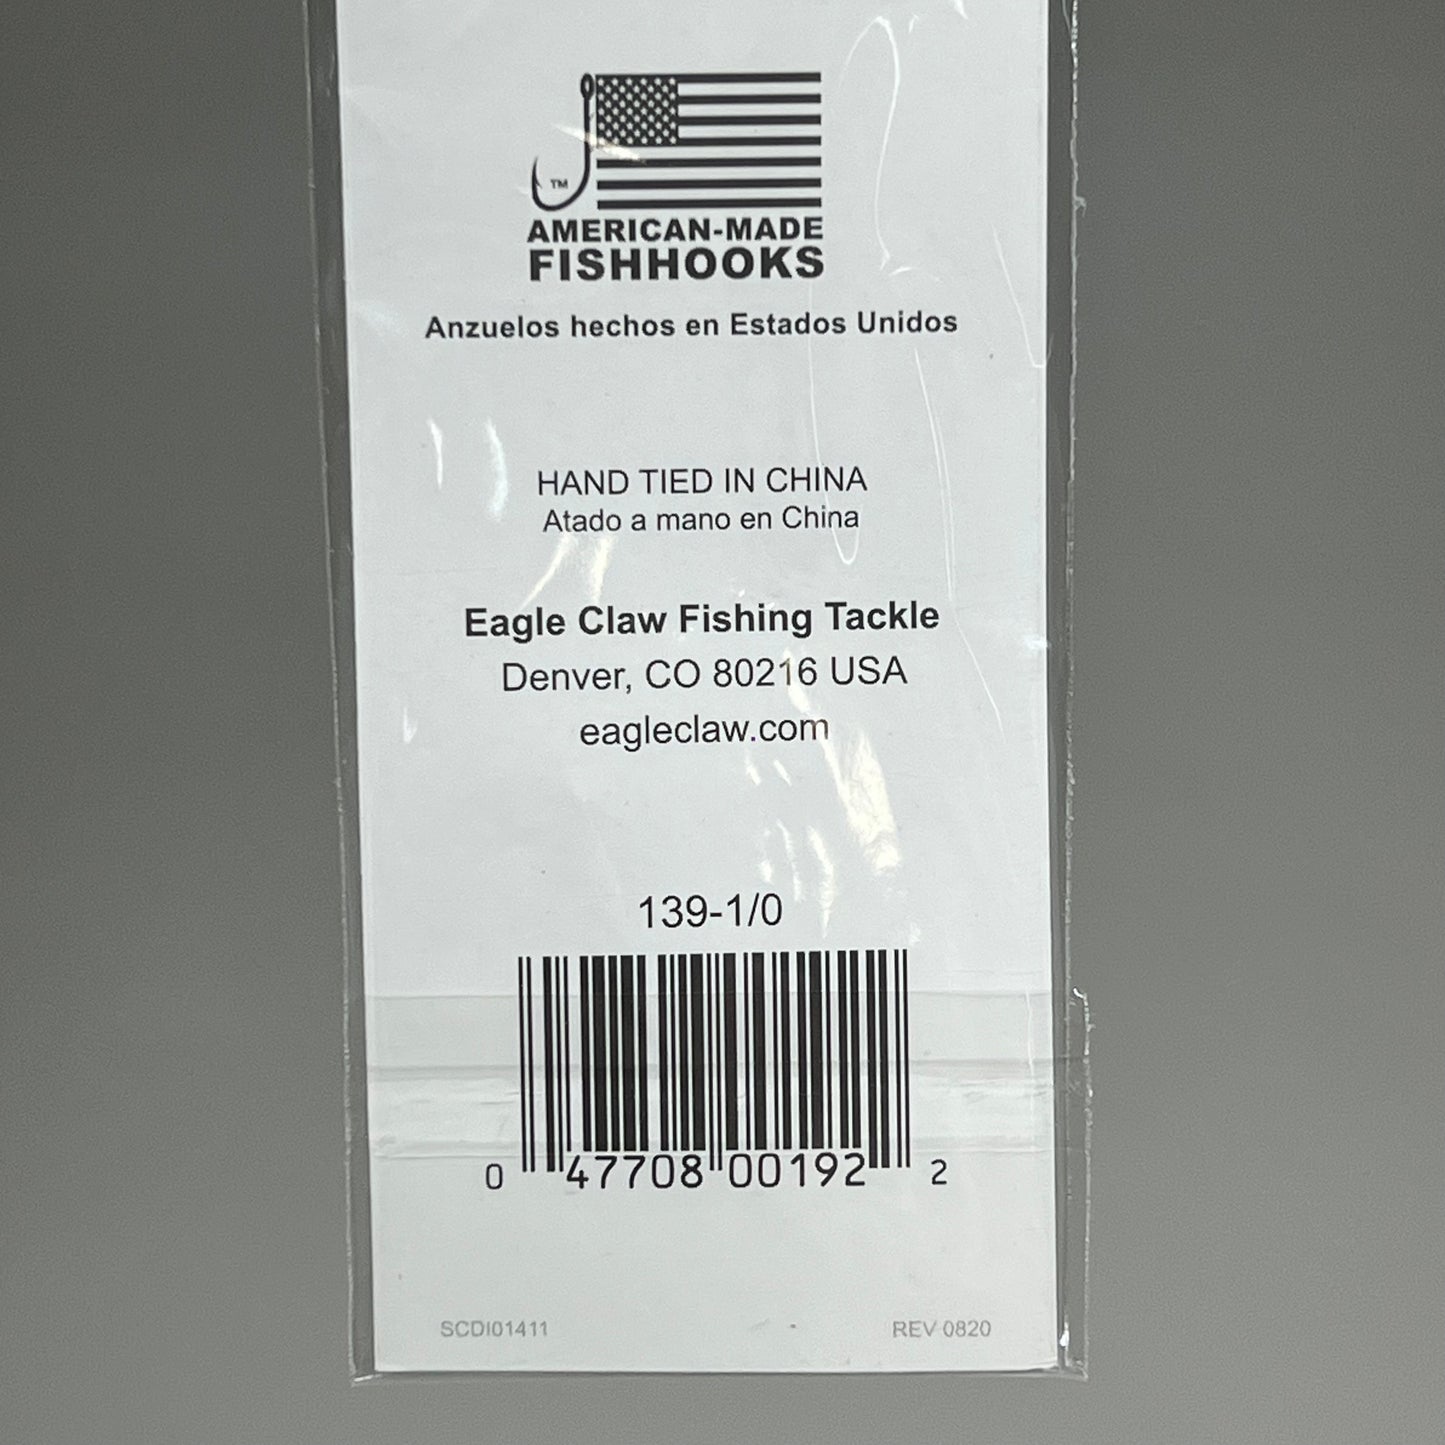 TM
AMERICAN-MADE
FISHHOOKS
Anzuelos hechos en Estados Unidos
HAND TIED IN CHINA
Atado a mano en China
Eagle Claw Fishing Tackle
Denver, CO 80216 USA
eagleclaw.com
139-1/0
0 47708 00192 2
SCDI01411 REV 0820